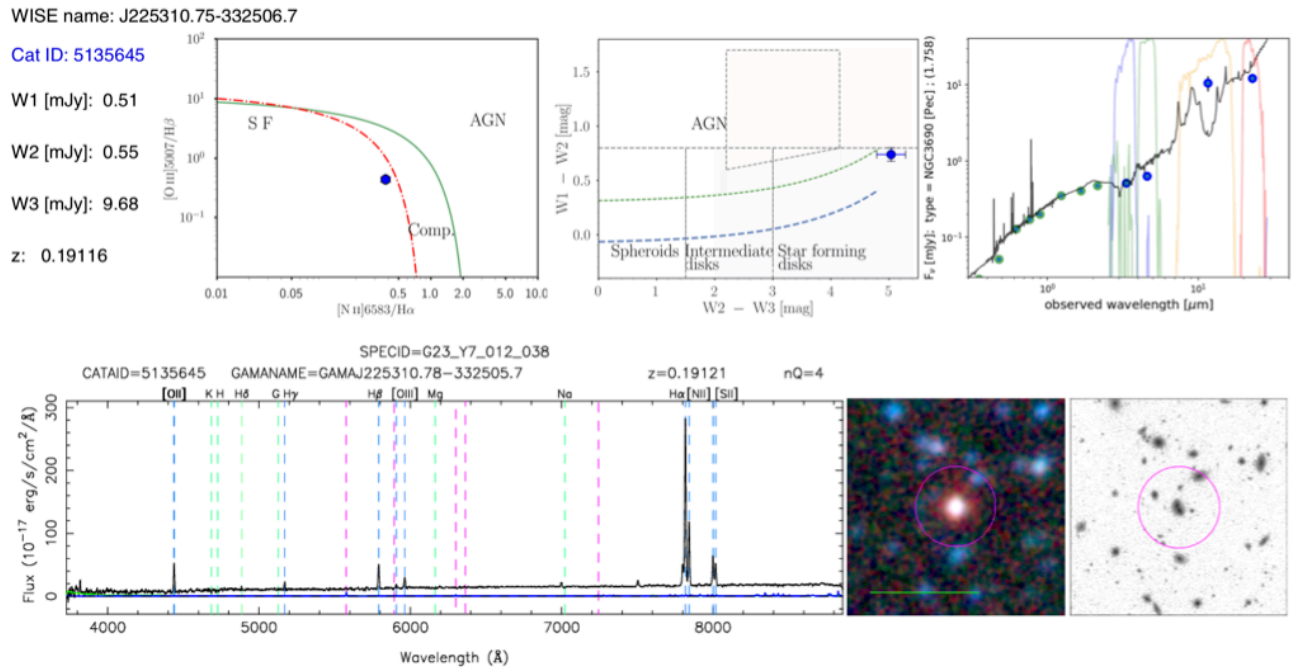 WISE name: J225310.75-332506.7
Cat ID: 5135645
W1 [mJy]: 0.51
W2 [mJy]: 0.55
W3 [mJy]: 9.68
z: 0.19116
[O III]5007/Hβ
10²
10¹
10⁰
10⁻¹
S F
AGN
Comp.
0.01 0.05 0.5 1.0 2.0 5.0 10.0
[N II]6583/Hα
W1 − W2 [mag]
1.5
1.0
0.5
0.0
AGN
Spheroids
Intermediate disks
Star forming disks
0 1 2 3 4 5
W2 − W3 [mag]
Fν [mJy]; type = NGC3690 [Pec] ; (1.758)
10¹
10⁰
10⁻¹
10⁰ 10¹
observed wavelength [μm]
SPECID=G23_Y7_012_038
CATAID=5135645 GAMANAME=GAMAJ225310.78-332505.7 z=0.19121 nQ=4
[OII] K H Hδ G Hγ Hβ [OIII] Mg Na Hα [NII] [SII]
Flux (10⁻¹⁷ erg/s/cm²/Å)
300
200
100
0
4000 5000 6000 7000 8000
Wavelength (Å)